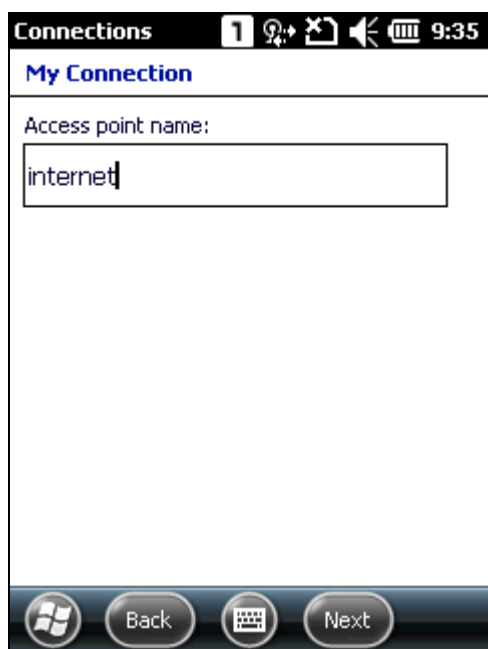 Connections 1 9:35
My Connection
Access point name:
internet
Back Next